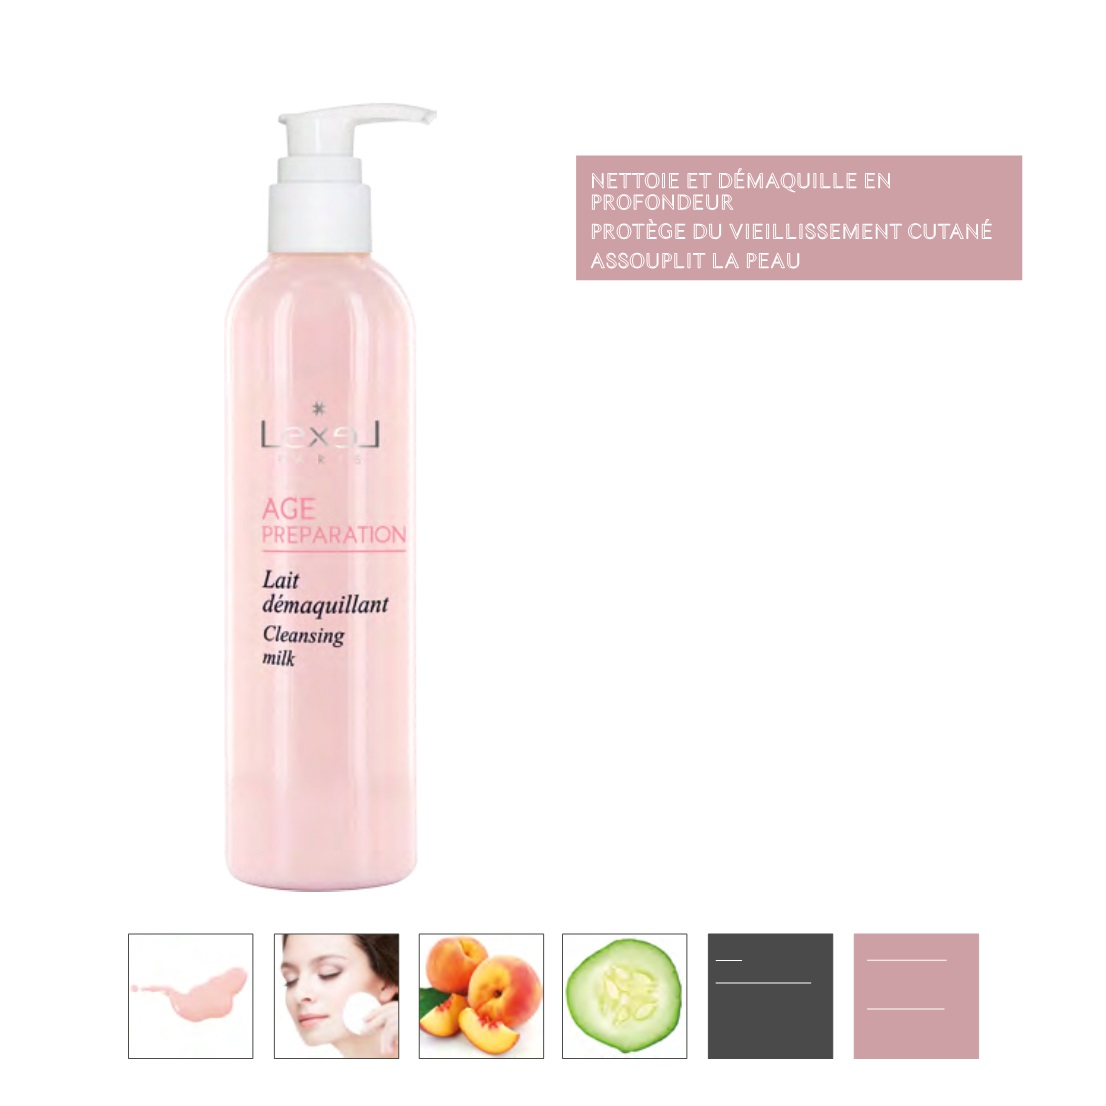 NETTOIE ET DÉMAQUILLE EN
PROFONDEUR
PROTÈGE DU VIEILLISSEMENT CUTANÉ
ASSOUPLIT LA PEAU
LexeL
PARIS
AGE
PREPARATION
Lait
démaquillant
Cleansing
milk